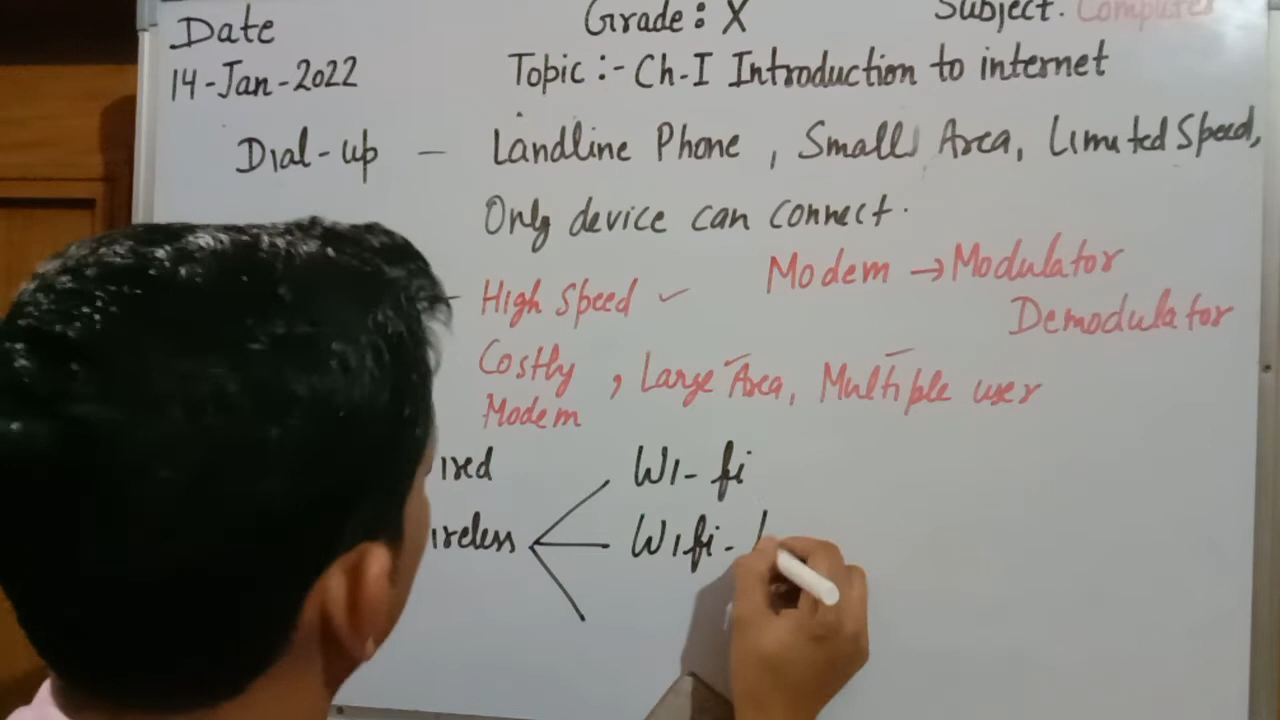 Date
Grade: X
Subject. Computer
14-Jan-2022
Topic :- Ch-I Introduction to internet
Dial-up - Landline Phone, Small Area, Limited Speed,
Only device can connect.
High Speed ✓
Modem → Modulator
Demodulator
Costly Modem, Large Area, Multiple user
ired
Wi-fi
ireless
Wifi-